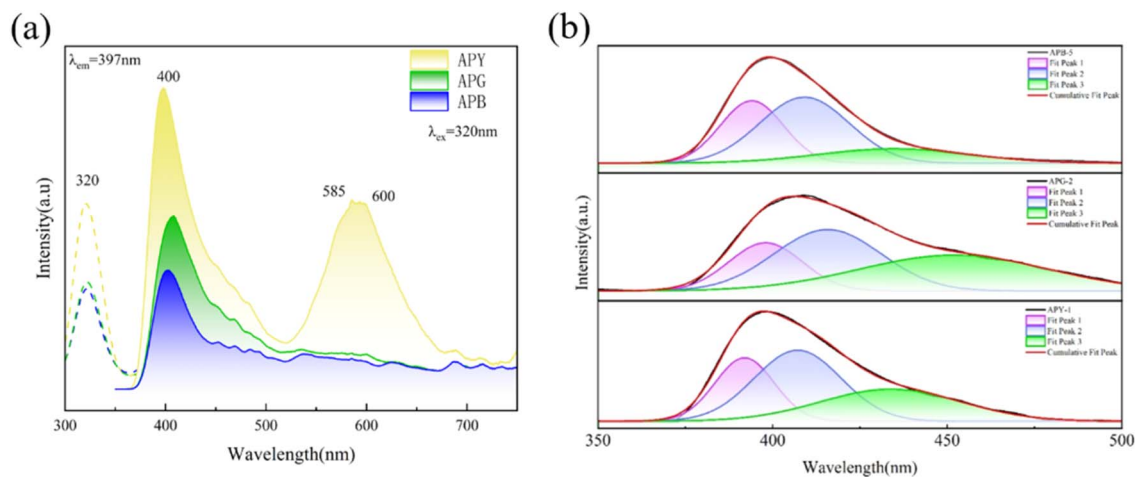 (a)
λem=397nm
400
APY
APG
APB
λex=320nm
320
585
600
Intensity(a.u)
300
400
500
600
700
Wavelength(nm)
(b)
APB-5
Fit Peak 1
Fit Peak 2
Fit Peak 3
Cumulative Fit Peak
APG-2
Fit Peak 1
Fit Peak 2
Fit Peak 3
Cumulative Fit Peak
APY-1
Fit Peak 1
Fit Peak 2
Fit Peak 3
Cumulative Fit Peak
Intensity(a.u.)
350
400
450
500
Wavelength(nm)